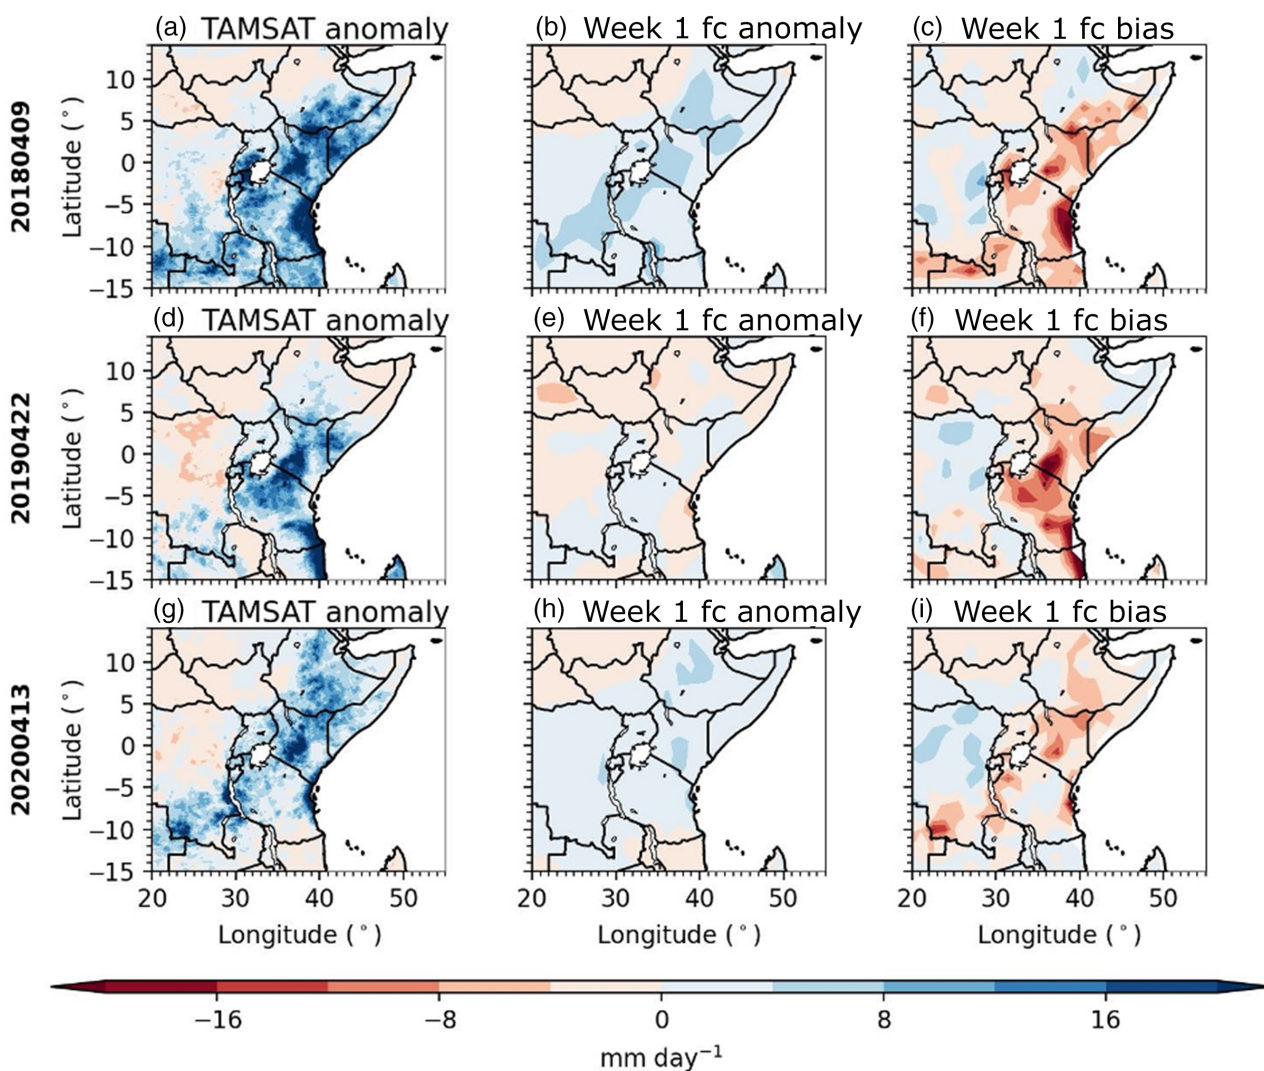 (a) TAMSAT anomaly (b) Week 1 fc anomaly (c) Week 1 fc bias
20180409
Latitude (°)
10
5
0
−5
−10
−15
(d) TAMSAT anomaly (e) Week 1 fc anomaly (f) Week 1 fc bias
20190422
Latitude (°)
10
5
0
−5
−10
−15
(g) TAMSAT anomaly (h) Week 1 fc anomaly (i) Week 1 fc bias
20200413
Latitude (°)
10
5
0
−5
−10
−15
20 30 40 50 20 30 40 50 20 30 40 50
Longitude (°) Longitude (°) Longitude (°)
−16 −8 0 8 16
mm day⁻¹